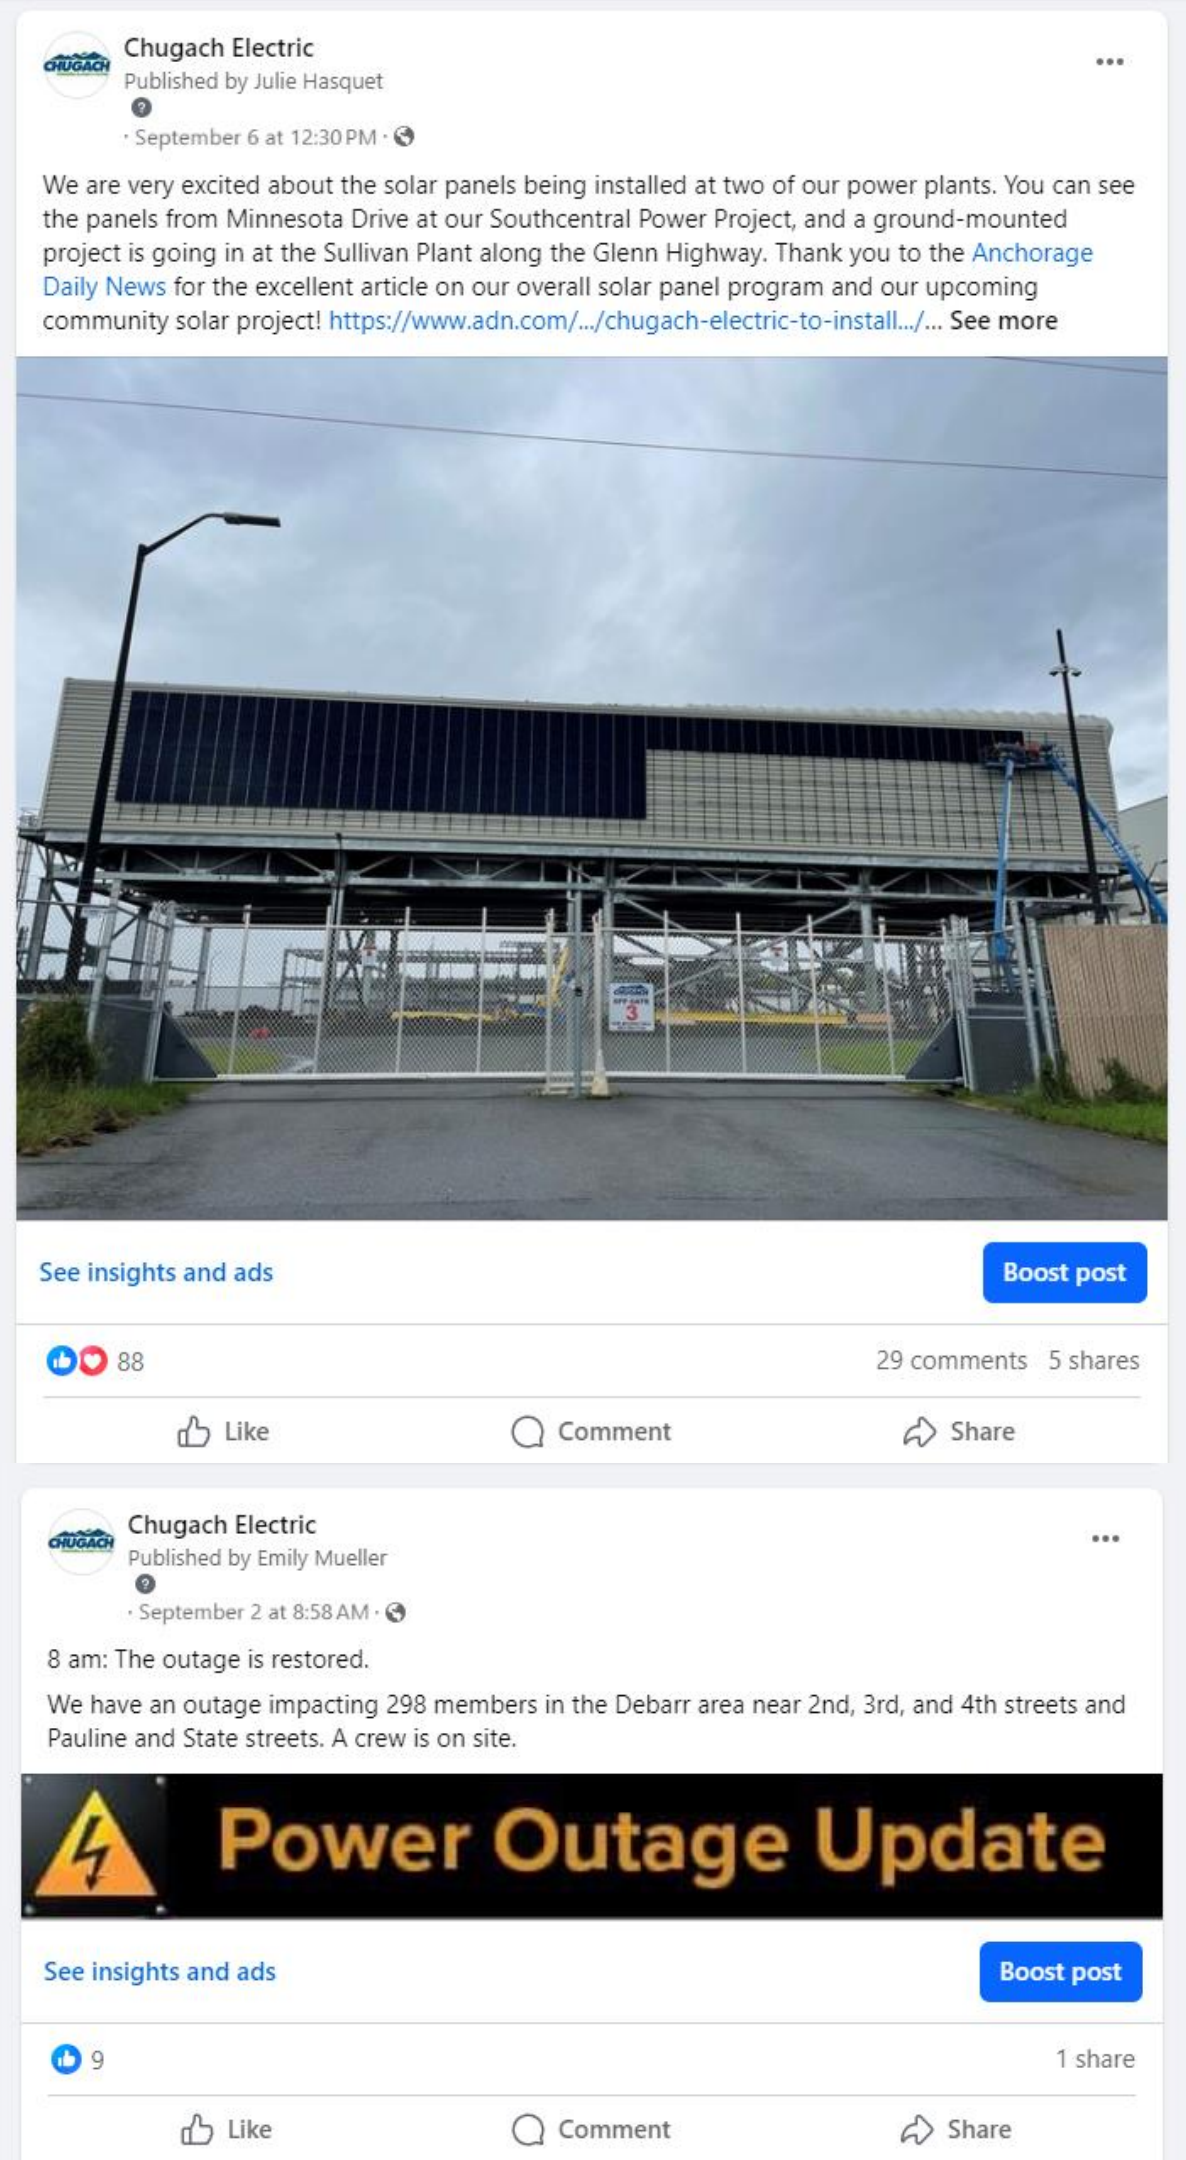 CHUGACH
Chugach Electric
Published by Julie Hasquet
· September 6 at 12:30 PM ·
We are very excited about the solar panels being installed at two of our power plants. You can see
the panels from Minnesota Drive at our Southcentral Power Project, and a ground-mounted
project is going in at the Sullivan Plant along the Glenn Highway. Thank you to the Anchorage
Daily News for the excellent article on our overall solar panel program and our upcoming
community solar project! https://www.adn.com/.../chugach-electric-to-install.../... See more
CHUGACH
SPP GATE
3
See insights and ads
Boost post
88
29 comments 5 shares
Like Comment Share
CHUGACH
Chugach Electric
Published by Emily Mueller
· September 2 at 8:58 AM ·
8 am: The outage is restored.
We have an outage impacting 298 members in the Debarr area near 2nd, 3rd, and 4th streets and
Pauline and State streets. A crew is on site.
Power Outage Update
See insights and ads
Boost post
9
1 share
Like Comment Share